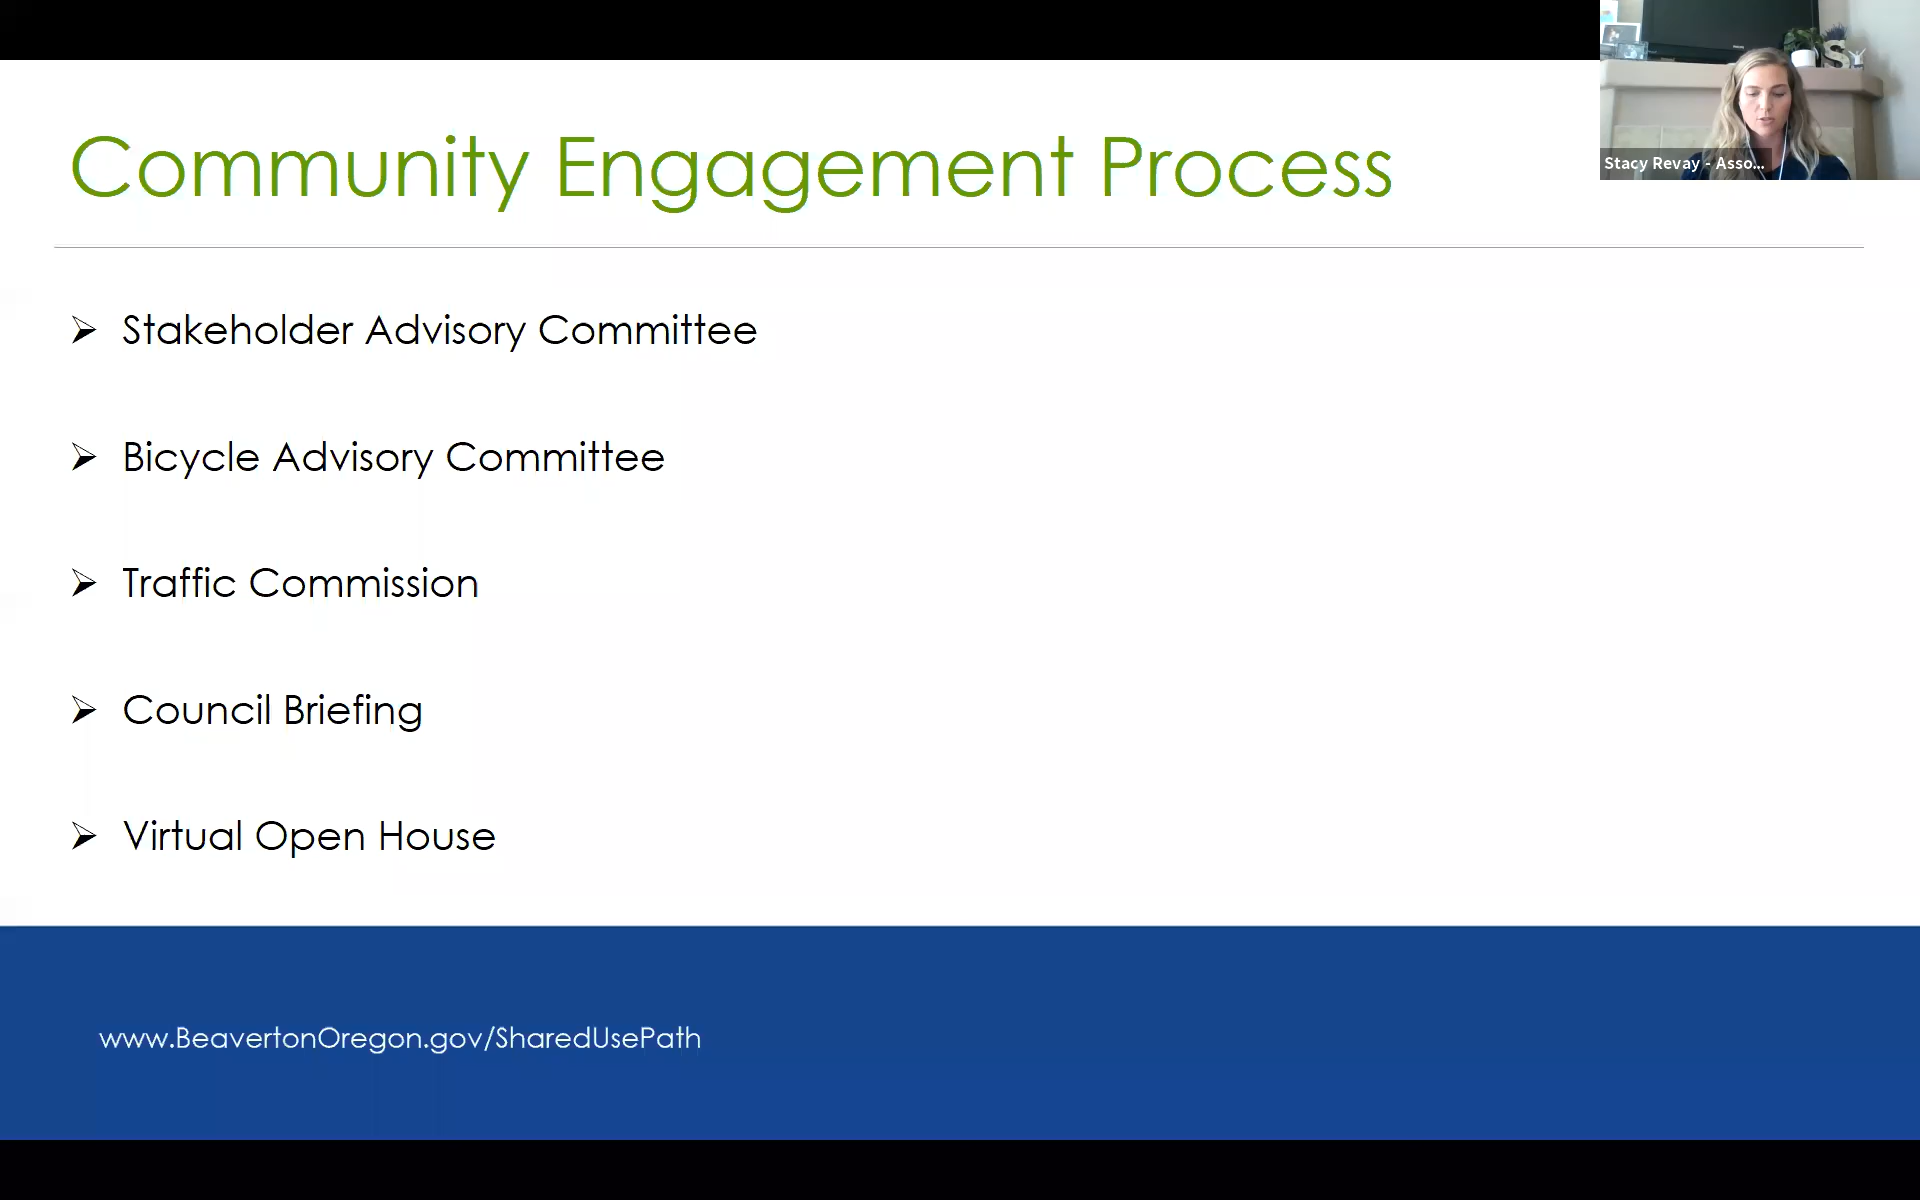 Community Engagement Process
Stacy Revay - Asso...
➢ Stakeholder Advisory Committee
➢ Bicycle Advisory Committee
➢ Traffic Commission
➢ Council Briefing
➢ Virtual Open House
www.BeavertonOregon.gov/SharedUsePath